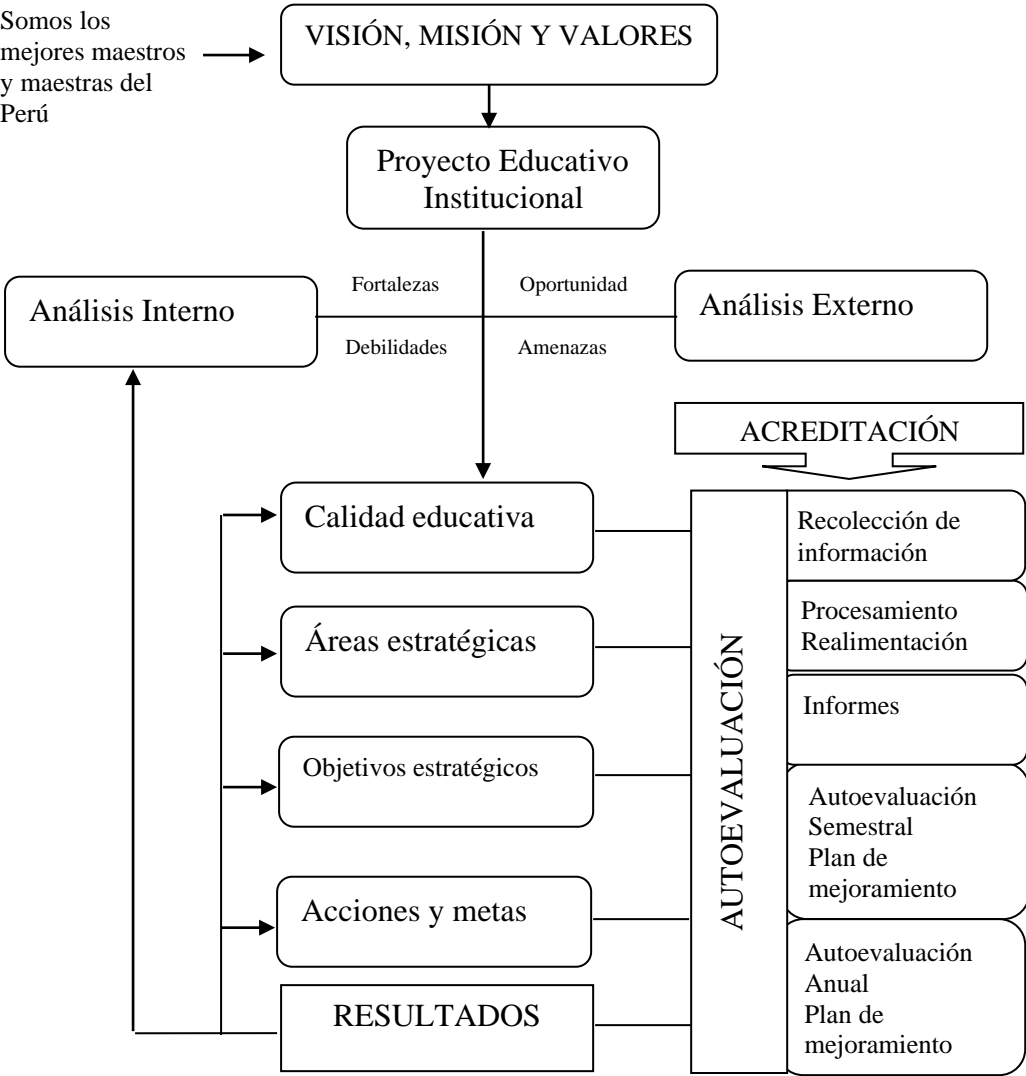 Somos los
mejores maestros
y maestras del
Perú
VISIÓN, MISIÓN Y VALORES
Proyecto Educativo
Institucional
Fortalezas
Oportunidad
Análisis Interno
Análisis Externo
Debilidades
Amenazas
ACREDITACIÓN
Calidad educativa
Áreas estratégicas
Objetivos estratégicos
Acciones y metas
RESULTADOS
AUTOEVALUACIÓN
Recolección de
información
Procesamiento
Realimentación
Informes
Autoevaluación
Semestral
Plan de
mejoramiento
Autoevaluación
Anual
Plan de
mejoramiento